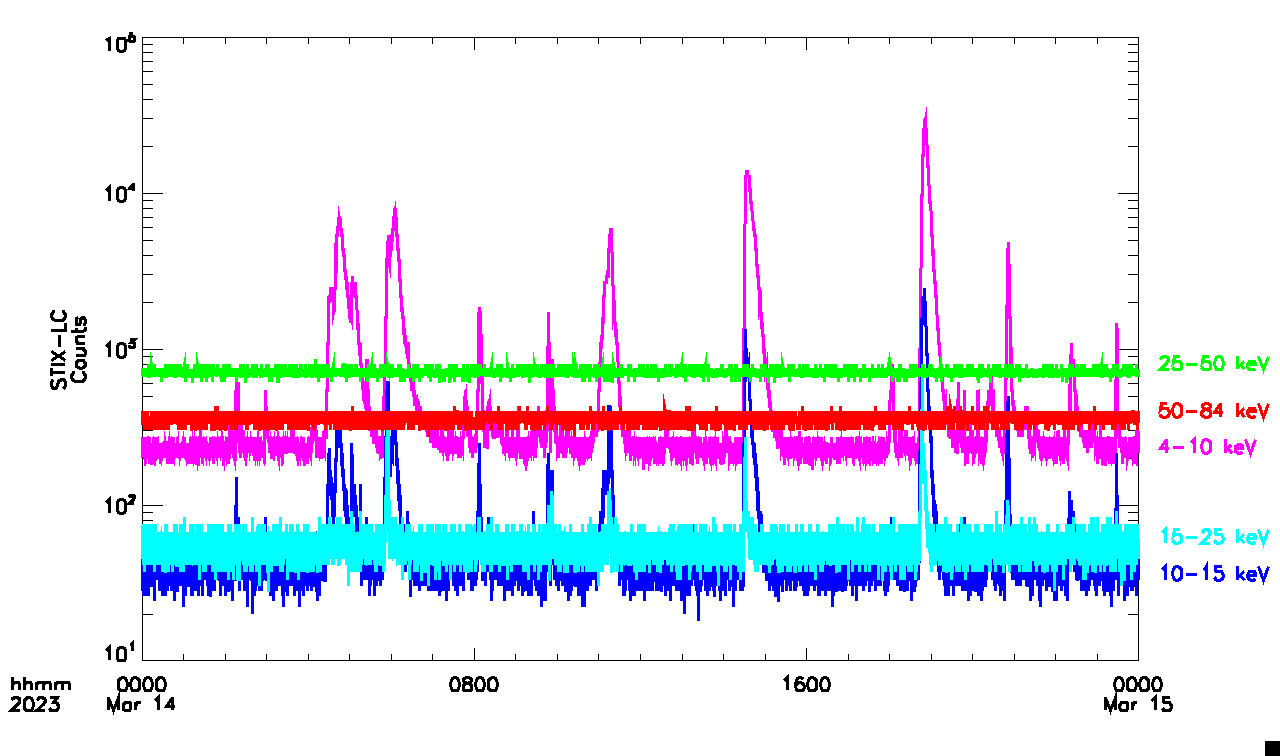 10⁶
10⁴
10³
10²
10¹
STIX-LC
Counts
25-50 keV
50-84 keV
4-10 keV
15-25 keV
10-15 keV
hhmm 0000 0800 1600 0000
2023 Mar 14 Mar 15